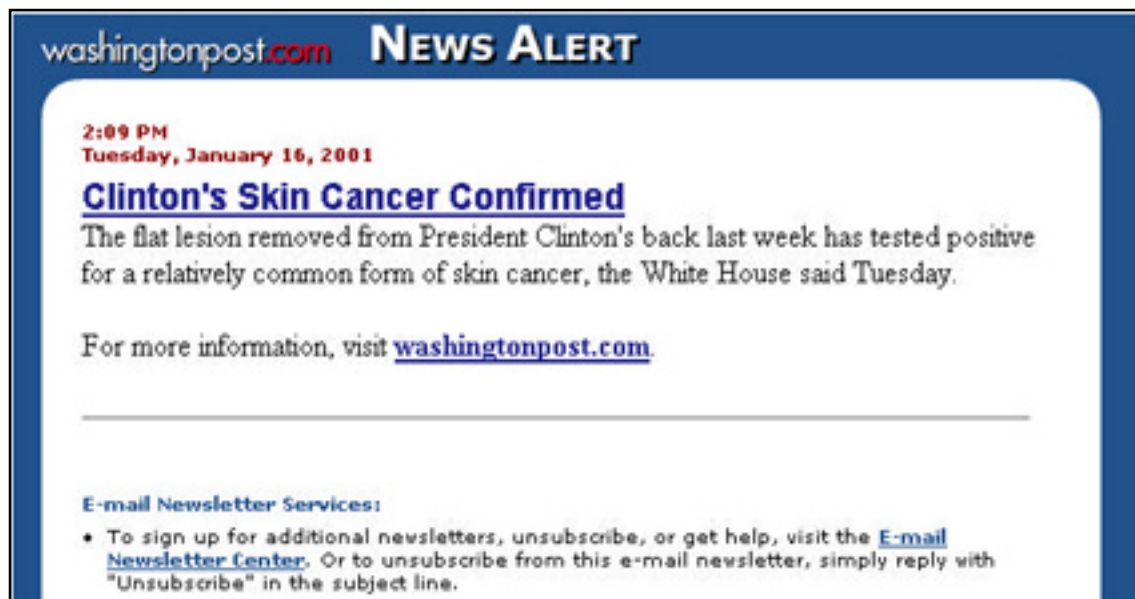 washingtonpost.com NEWS ALERT
2:09 PM
Tuesday, January 16, 2001
Clinton's Skin Cancer Confirmed
The flat lesion removed from President Clinton's back last week has tested positive
for a relatively common form of skin cancer, the White House said Tuesday.
For more information, visit washingtonpost.com.
E-mail Newsletter Services:
• To sign up for additional newsletters, unsubscribe, or get help, visit the E-mail
Newsletter Center. Or to unsubscribe from this e-mail newsletter, simply reply with
"Unsubscribe" in the subject line.